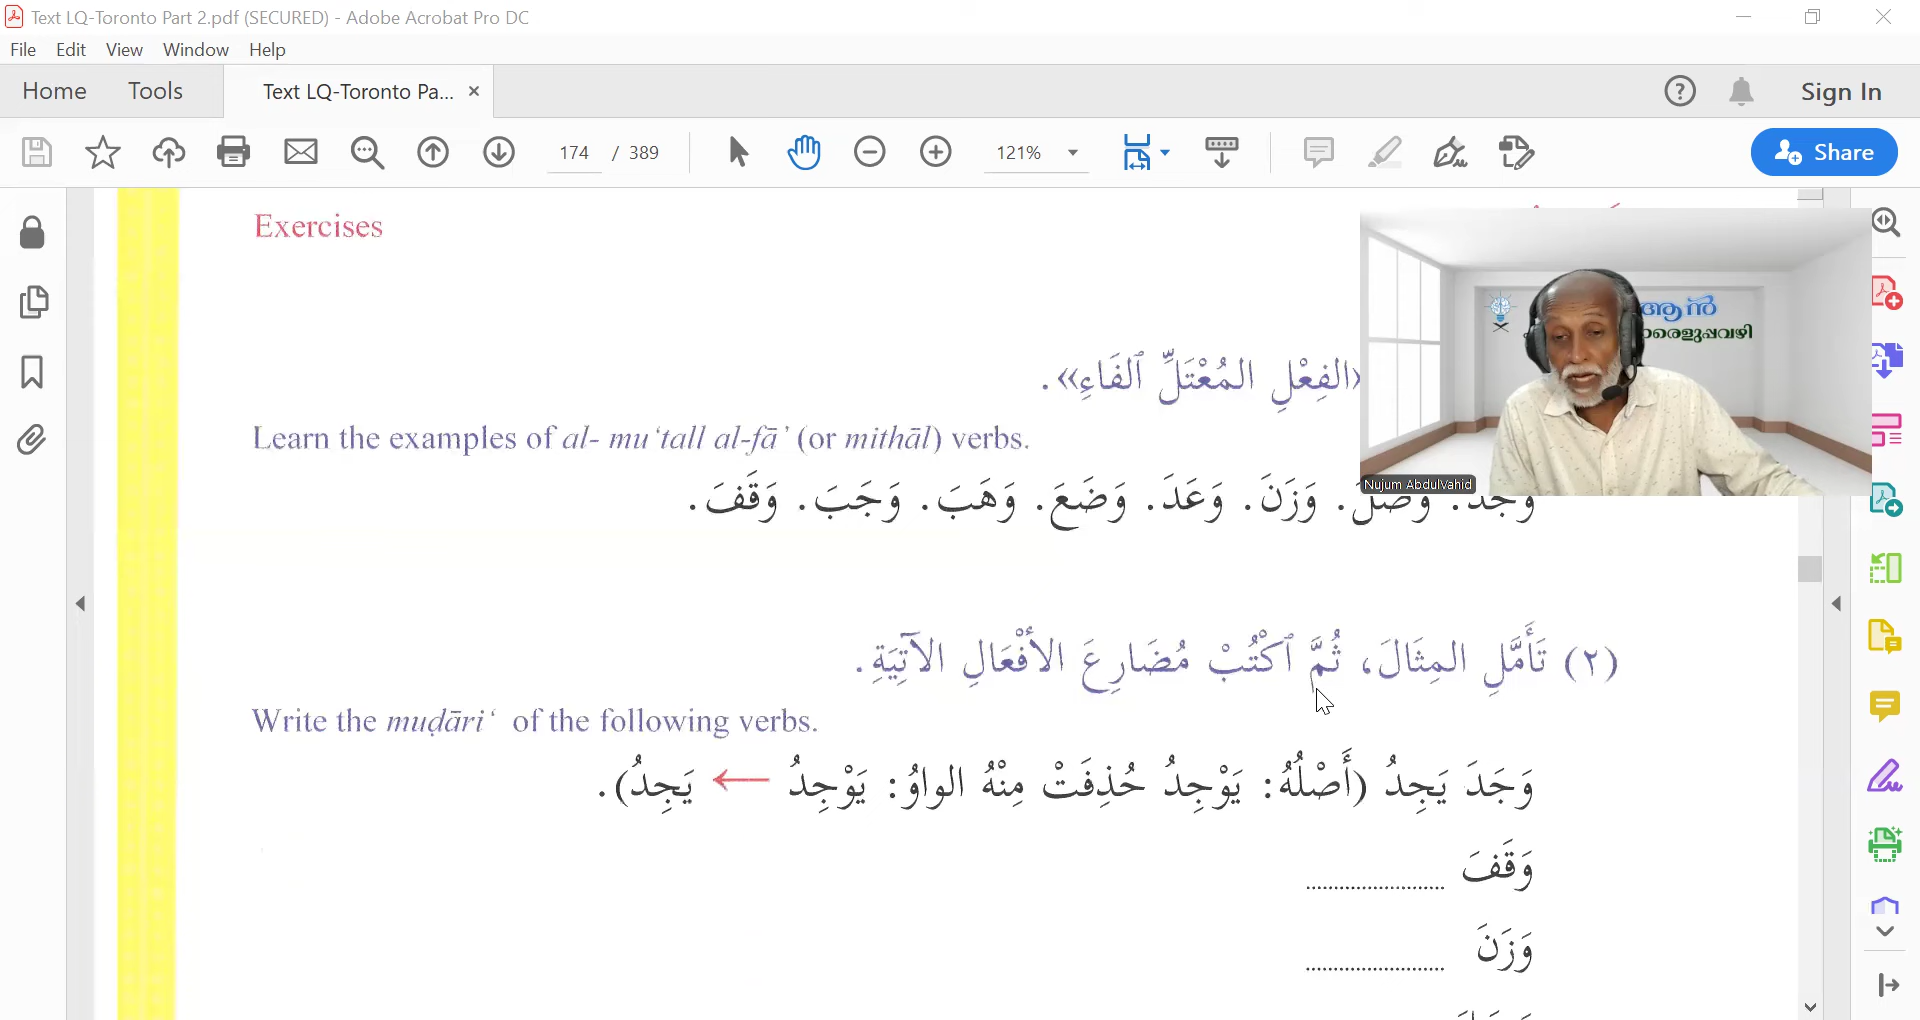 Text LQ-Toronto Part 2.pdf (SECURED) - Adobe Acrobat Pro DC
File Edit View Window Help
Home Tools Text LQ-Toronto Pa... × Sign In
174 / 389 121% Share
Exercises
«الفِعْلِ المُعْتَلِّ ٱلفَاءِ».
Learn the examples of al- mu‘tall al-fā’ (or mithāl) verbs.
وَجَدَ. وَصَلَ. وَزَنَ. وَعَدَ. وَضَعَ. وَهَبَ. وَجَبَ. وَقَفَ.
Nujum AbdulVahid
(٢) تَأَمَّلِ المِثَالَ، ثُمَّ ٱكْتُبْ مُضَارِعَ الأَفْعَالِ الآتِيَةِ.
Write the muḍāri‘ of the following verbs.
وَجَدَ يَجِدُ (أَصْلُهُ: يَوْجِدُ حُذِفَتْ مِنْهُ الواوُ: يَوْجِدُ ← يَجِدُ).
وَقَفَ ........................
وَزَنَ ........................